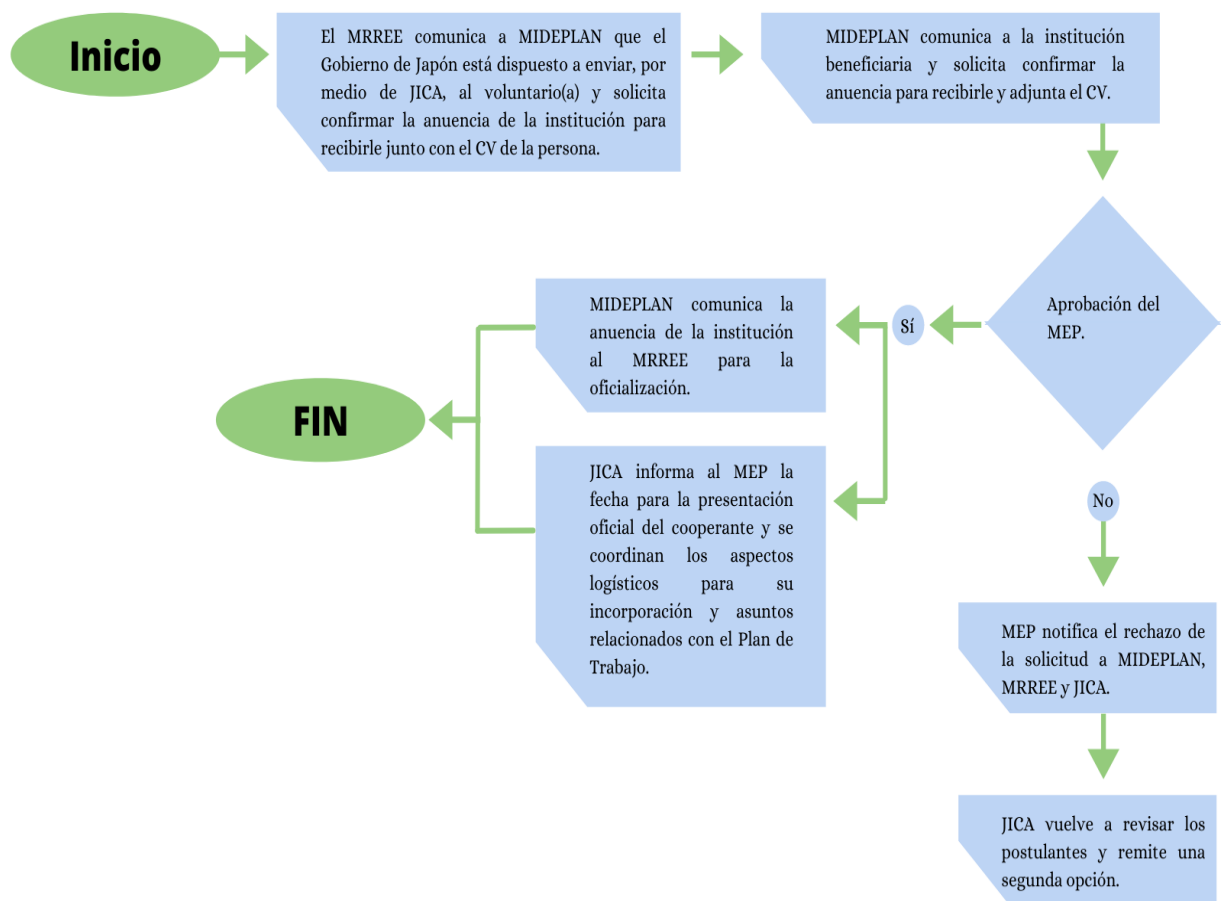 Inicio
El MRREE comunica a MIDEPLAN que el
Gobierno de Japón está dispuesto a enviar, por
medio de JICA, al voluntario(a) y solicita
confirmar la anuencia de la institución para
recibirle junto con el CV de la persona.
MIDEPLAN comunica a la institución
beneficiaria y solicita confirmar la
anuencia para recibirle y adjunta el CV.
Aprobación del
MEP.
Sí
MIDEPLAN comunica la
anuencia de la institución
al MRREE para la
oficialización.
JICA informa al MEP la
fecha para la presentación
oficial del cooperante y se
coordinan los aspectos
logísticos para su
incorporación y asuntos
relacionados con el Plan de
Trabajo.
FIN
No
MEP notifica el rechazo de
la solicitud a MIDEPLAN,
MRREE y JICA.
JICA vuelve a revisar los
postulantes y remite una
segunda opción.